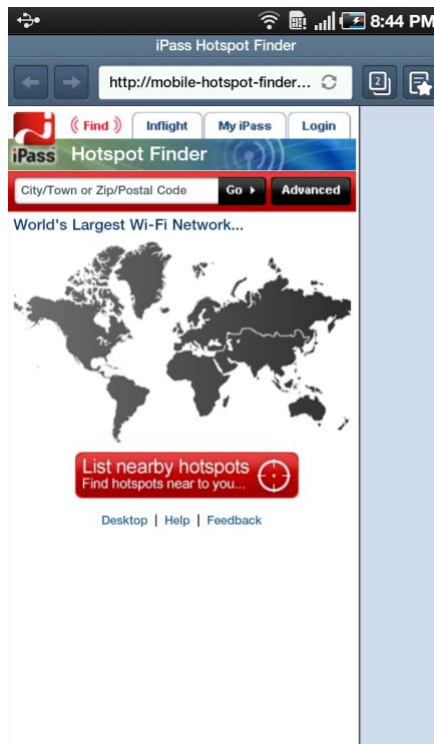 8:44 PM
iPass Hotspot Finder
http://mobile-hotspot-finder... 2
Find Inflight My iPass Login
iPass Hotspot Finder
City/Town or Zip/Postal Code Go Advanced
World's Largest Wi-Fi Network...
List nearby hotspots
Find hotspots near to you...
Desktop | Help | Feedback